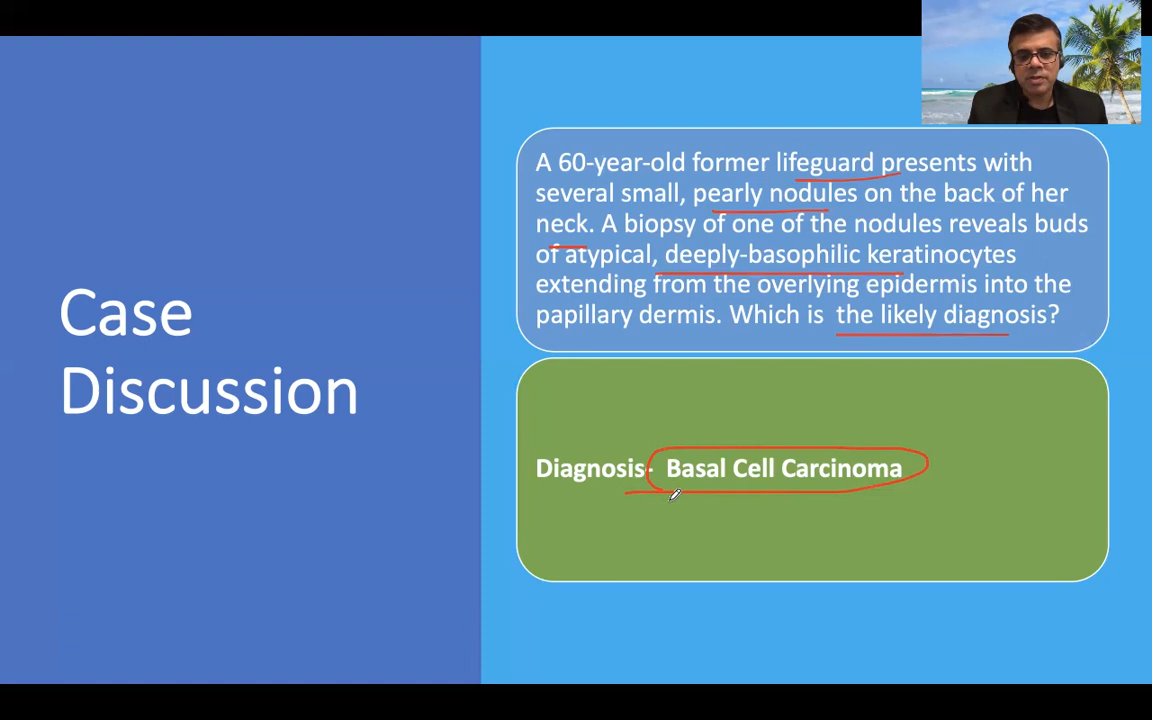 Case
Discussion
A 60-year-old former lifeguard presents with
several small, pearly nodules on the back of her
neck. A biopsy of one of the nodules reveals buds
of atypical, deeply-basophilic keratinocytes
extending from the overlying epidermis into the
papillary dermis. Which is the likely diagnosis?
Diagnosis- Basal Cell Carcinoma